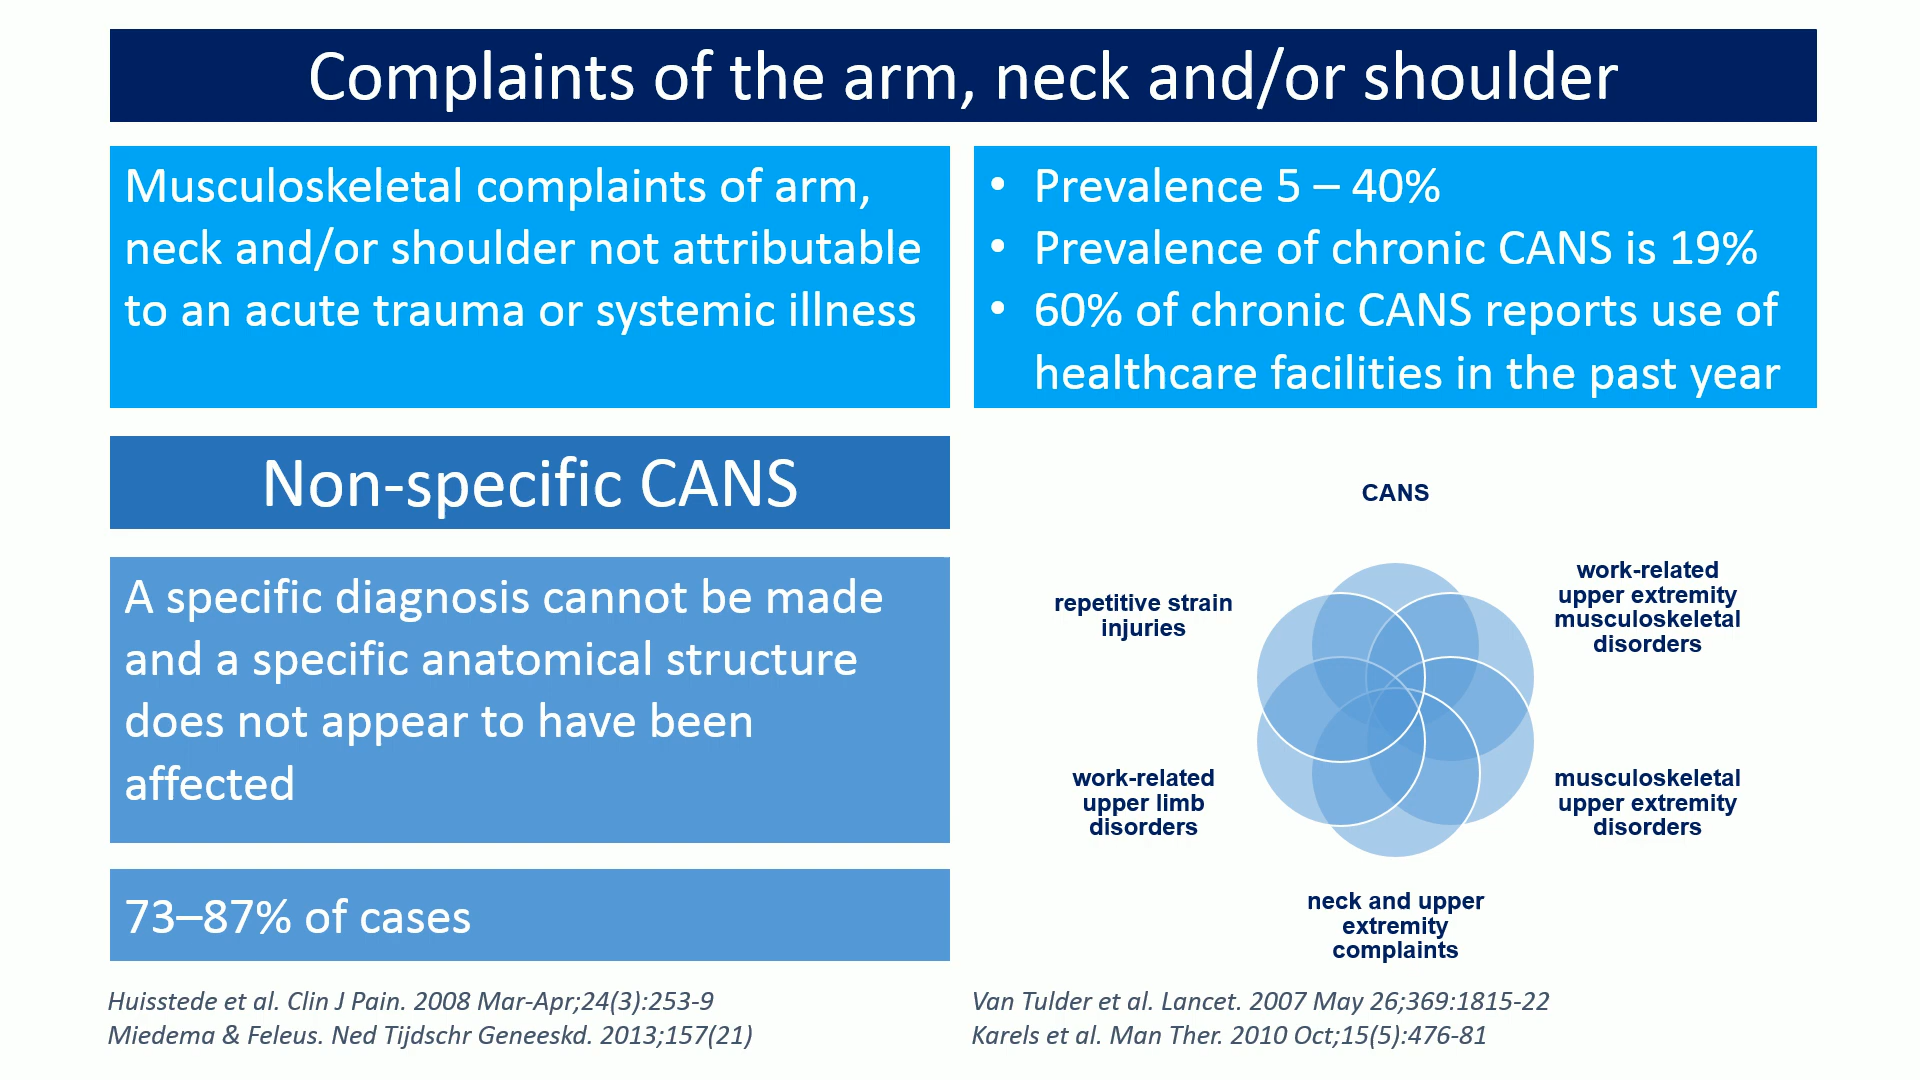 Complaints of the arm, neck and/or shoulder
Musculoskeletal complaints of arm,
neck and/or shoulder not attributable
to an acute trauma or systemic illness
• Prevalence 5 – 40%
• Prevalence of chronic CANS is 19%
• 60% of chronic CANS reports use of
healthcare facilities in the past year
Non-specific CANS
A specific diagnosis cannot be made
and a specific anatomical structure
does not appear to have been
affected
73–87% of cases
CANS
work-related
upper extremity
musculoskeletal
disorders
musculoskeletal
upper extremity
disorders
neck and upper
extremity
complaints
work-related
upper limb
disorders
repetitive strain
injuries
Huisstede et al. Clin J Pain. 2008 Mar-Apr;24(3):253-9
Miedema & Feleus. Ned Tijdschr Geneeskd. 2013;157(21)
Van Tulder et al. Lancet. 2007 May 26;369:1815-22
Karels et al. Man Ther. 2010 Oct;15(5):476-81